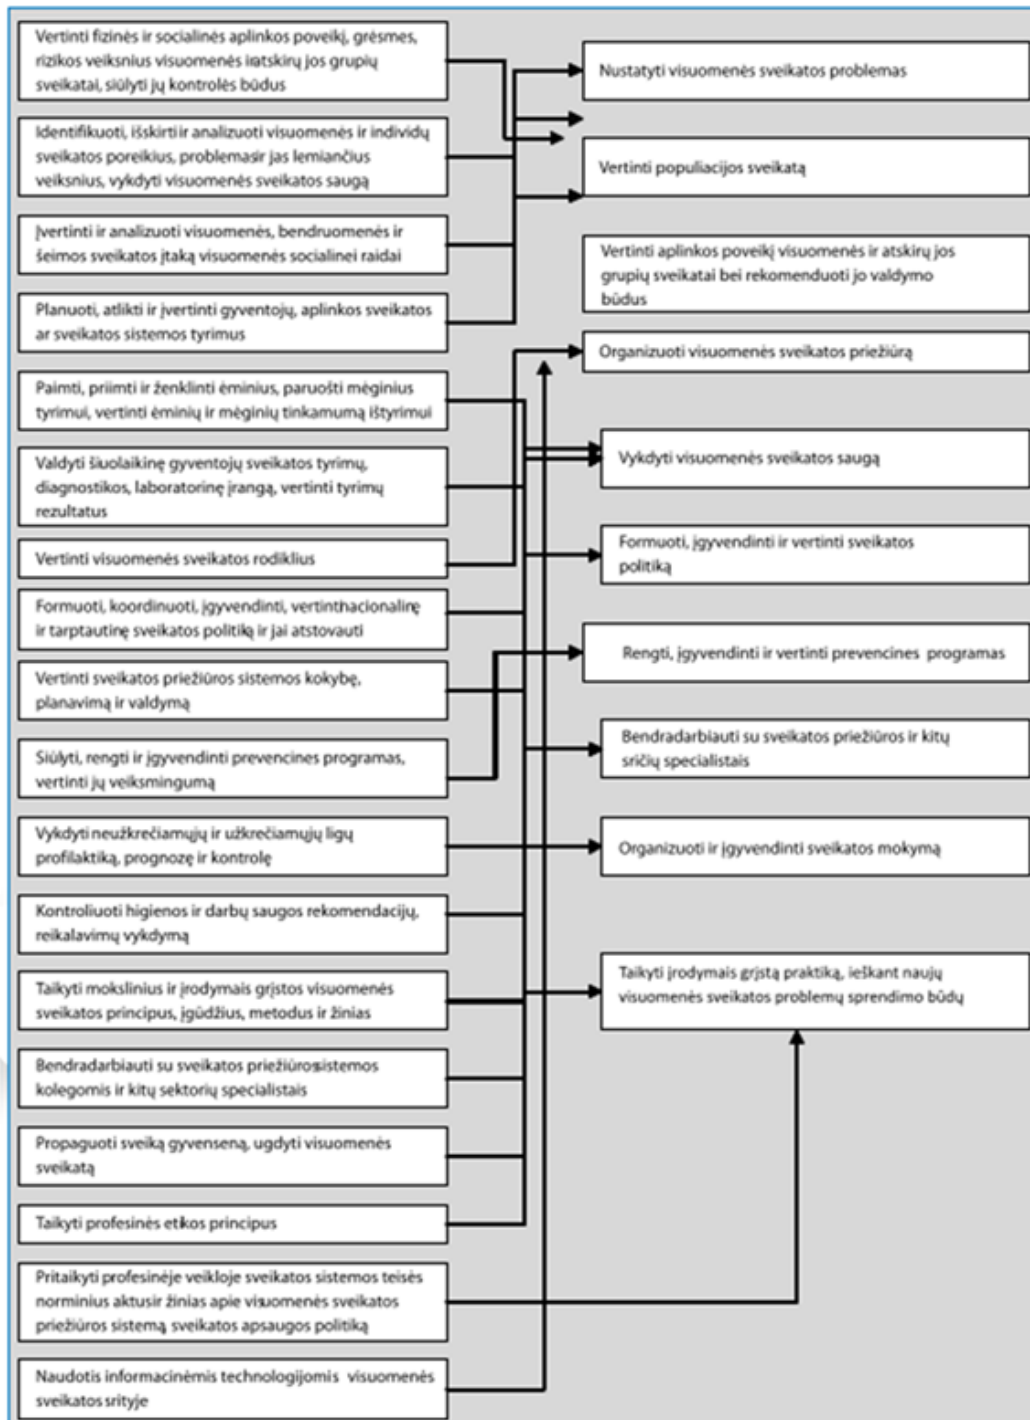 Vertinti fizinės ir socialinės aplinkos poveikį, grėsmes,
rizikos veiksnius visuomenės iratskirų jos grupių
sveikatai, siūlyti jų kontrolės būdus
Identifikuoti, išskirti ir analizuoti visuomenės ir individų
sveikatos poreikius, problemas ir jas lemiančius
veiksnius, vykdyti visuomenės sveikatos saugą
Įvertinti ir analizuoti visuomenės, bendruomenės ir
šeimos sveikatos įtaką visuomenės socialinei raidai
Planuoti, atlikti ir įvertinti gyventojų, aplinkos sveikatos
ar sveikatos sistemos tyrimus
Paimti, priimti ir ženklinti ėminius, paruošti mėginius
tyrimui, vertinti ėminių ir mėginių tinkamumą ištyrimui
Valdyti šiuolaikinę gyventojų sveikatos tyrimų,
diagnostikos, laboratorinę įrangą, vertinti tyrimų
rezultatus
Vertinti visuomenės sveikatos rodiklius
Formuoti, koordinuoti, įgyvendinti, vertinti nacionalinę
ir tarptautinę sveikatos politiką ir jai atstovauti
Vertinti sveikatos priežiūros sistemos kokybę,
planavimą ir valdymą
Siūlyti, rengti ir įgyvendinti prevencines programas,
vertinti jų veiksmingumą
Vykdyti neužkrečiamųjų ir užkrečiamųjų ligų
profilaktiką, prognozę ir kontrolę
Kontroliuoti higienos ir darbų saugos rekomendacijų,
reikalavimų vykdymą
Taikyti mokslinius ir įrodymais grįstos visuomenės
sveikatos principus, įgūdžius, metodus ir žinias
Bendradarbiauti su sveikatos priežiūros sistemos
kolegomis ir kitų sektorių specialistais
Propaguoti sveiką gyvenseną, ugdyti visuomenės
sveikatą
Taikyti profesinės etikos principus
Pritaikyti profesinėje veikloje sveikatos sistemos teisės
norminius aktus ir žinias apie visuomenės sveikatos
priežiūros sistemą, sveikatos apsaugos politiką
Naudotis informacinėmis technologijomis visuomenės
sveikatos srityje
Nustatyti visuomenės sveikatos problemas
Vertinti populiacijos sveikatą
Vertinti aplinkos poveikį visuomenės ir atskirų jos
grupių sveikatai bei rekomenduoti jo valdymo
būdus
Organizuoti visuomenės sveikatos priežiūrą
Vykdyti visuomenės sveikatos saugą
Formuoti, įgyvendinti ir vertinti sveikatos
politiką
Rengti, įgyvendinti ir vertinti prevencines programas
Bendradarbiauti su sveikatos priežiūros ir kitų
sričių specialistais
Organizuoti ir įgyvendinti sveikatos mokymą
Taikyti įrodymais grįstą praktiką, ieškant naujų
visuomenės sveikatos problemų sprendimo būdų